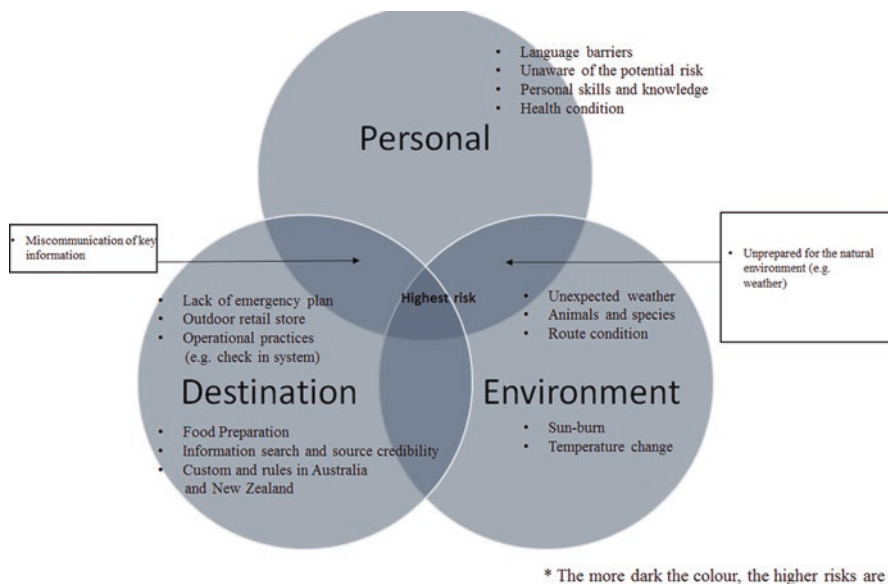 • Language barriers
• Unaware of the potential risk
• Personal skills and knowledge
• Health condition
Personal
• Miscommunication of key
information
• Unprepared for the natural
environment (e.g.
weather)
Highest risk
• Lack of emergency plan
• Outdoor retail store
• Operational practices
(e.g. check in system)
Destination
• Food Preparation
• Information search and source credibility
• Custom and rules in Australia
and New Zealand
• Unexpected weather
• Animals and species
• Route condition
Environment
• Sun-burn
• Temperature change
* The more dark the colour, the higher risks are